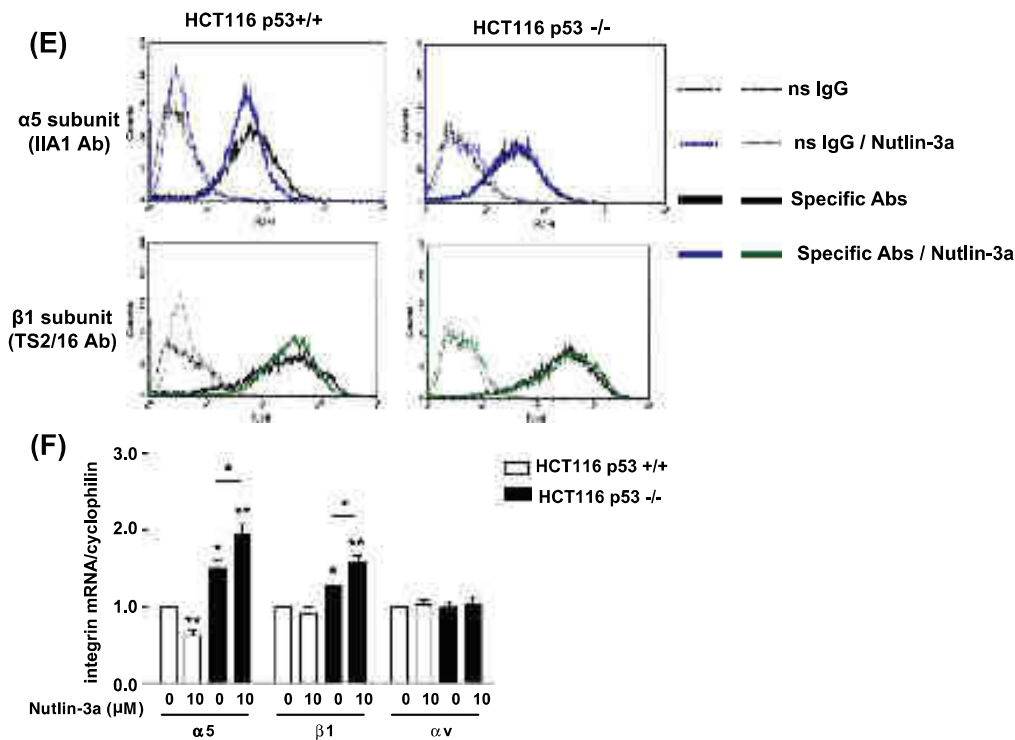 HCT116 p53+/+
HCT116 p53 -/-
(E)
α5 subunit
(IIA1 Ab)
Counts
ns IgG
ns IgG / Nutlin-3a
Specific Abs
Specific Abs / Nutlin-3a
β1 subunit
(TS2/16 Ab)
Counts
(F)
integrin mRNA/cyclophilin
3.0
2.0
1.0
0.0
HCT116 p53 +/+
HCT116 p53 -/-
*
*
*
**
**
*
*
**
Nutlin-3a (μM) 0 10 0 10 0 10 0 10 0 10 0 10
α5 β1 αv